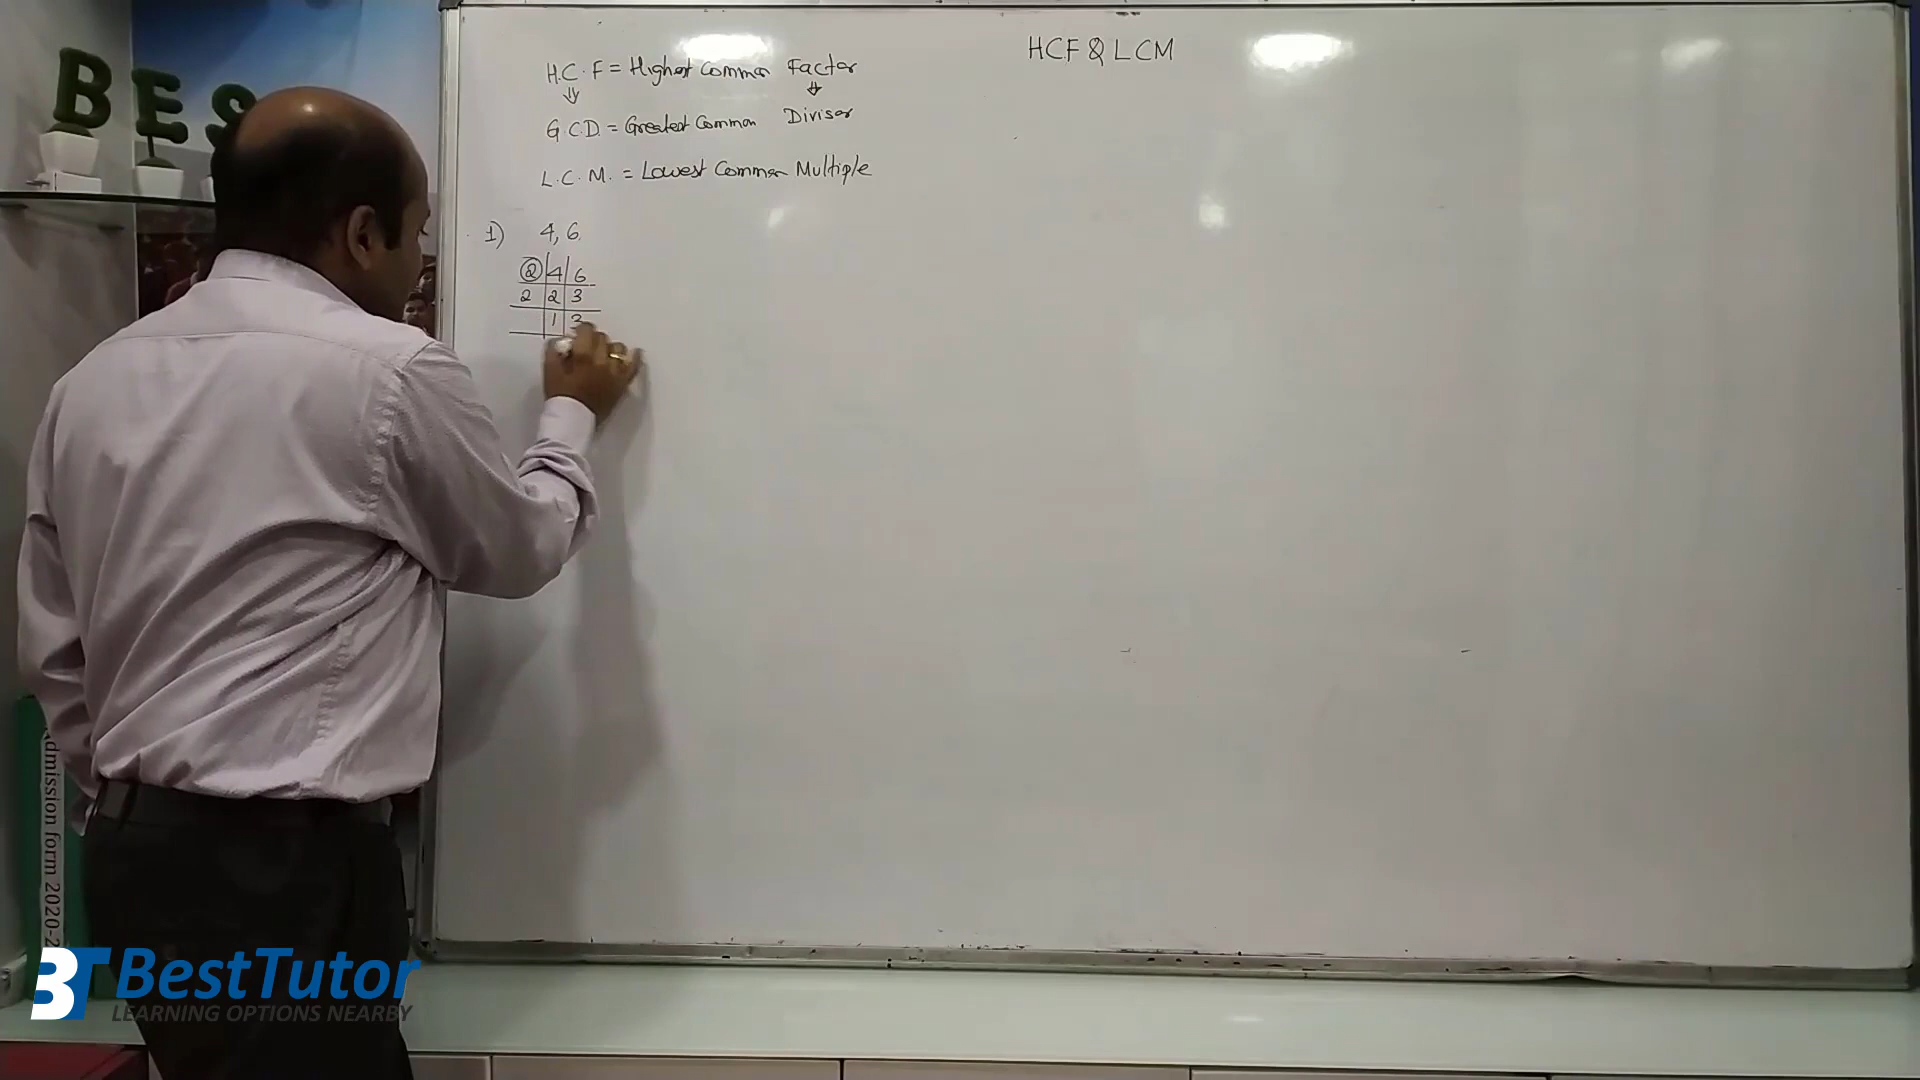 BES
HCF & LCM
H.C.F = Highest Common Factor
G.C.D. = Greatest Common Divisor
L.C.M. = Lowest Common Multiple
1) 4, 6
2 4 6
2 2 3
1 3
Admission form 2020-2
BT BestTutor
LEARNING OPTIONS NEARBY